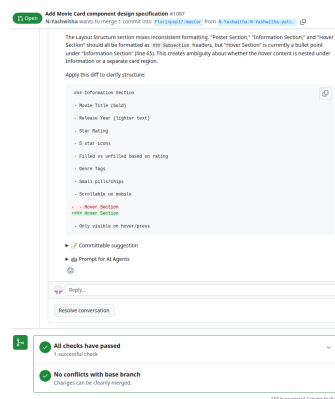 Open
Add Movie Card component design specification #1087
N-Yashwitha wants to merge 1 commit into from
The Layout Structure section mixes inconsistent formatting. "Poster Section," "Information Section," and "Hover
Section" should all be formatted as ### Subsection headers, but "Hover Section" is currently a bullet point
under "Information Section" (line 65). This creates ambiguity about whether the hover content is nested under
Information or a separate card region.
Apply this diff to clarify structure:
### Information Section
- Movie Title (bold)
- Release Year (lighter text)
- Star Rating
- 5 star icons
- Filled vs unfilled based on rating
- Genre Tags
- Small pills/chips
- Scrollable on mobile
- - Hover Section
+### Hover Section
- Only visible on hover/press
Committable suggestion
Prompt for AI Agents
Reply...
Resolve conversation
All checks have passed
1 successful check
No conflicts with base branch
Changes can be cleanly merged.